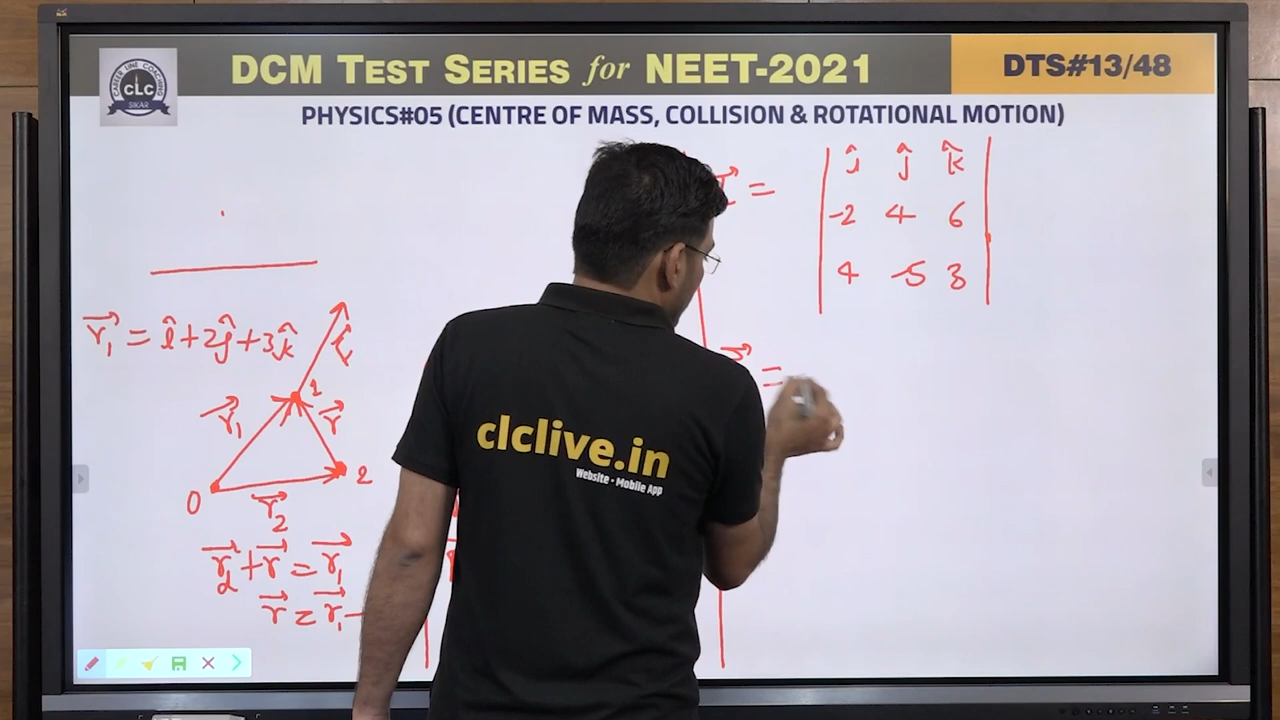 DCM TEST SERIES for NEET-2021
DTS#13/48
CAREER LINE COACHING
CLC
SIKAR
PHYSICS#05 (CENTRE OF MASS, COLLISION & ROTATIONAL MOTION)
î ĵ k̂
-2 4 6
4 -5 3
=
r⃗₁ = î+2ĵ+3k̂
1
r⃗₁ r⃗
2
0
r⃗₂
r⃗₂+r⃗=r⃗₁
r⃗=r⃗₁-
=
clclive.in
Website • Mobile App